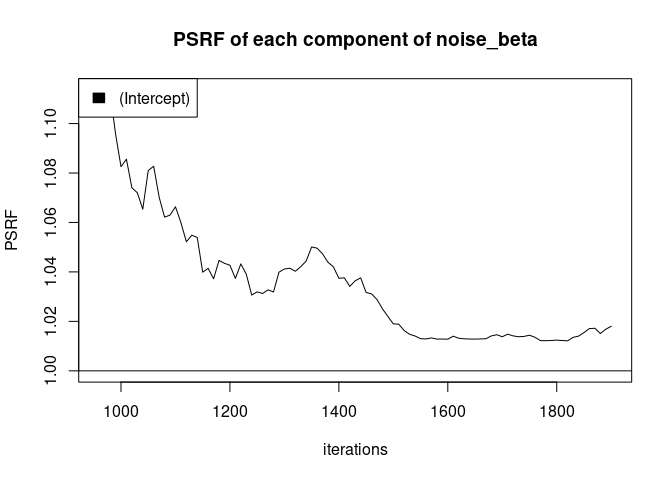 PSRF of each component of noise_beta
(Intercept)
PSRF
1.10
1.08
1.06
1.04
1.02
1.00
1000 1200 1400 1600 1800
iterations